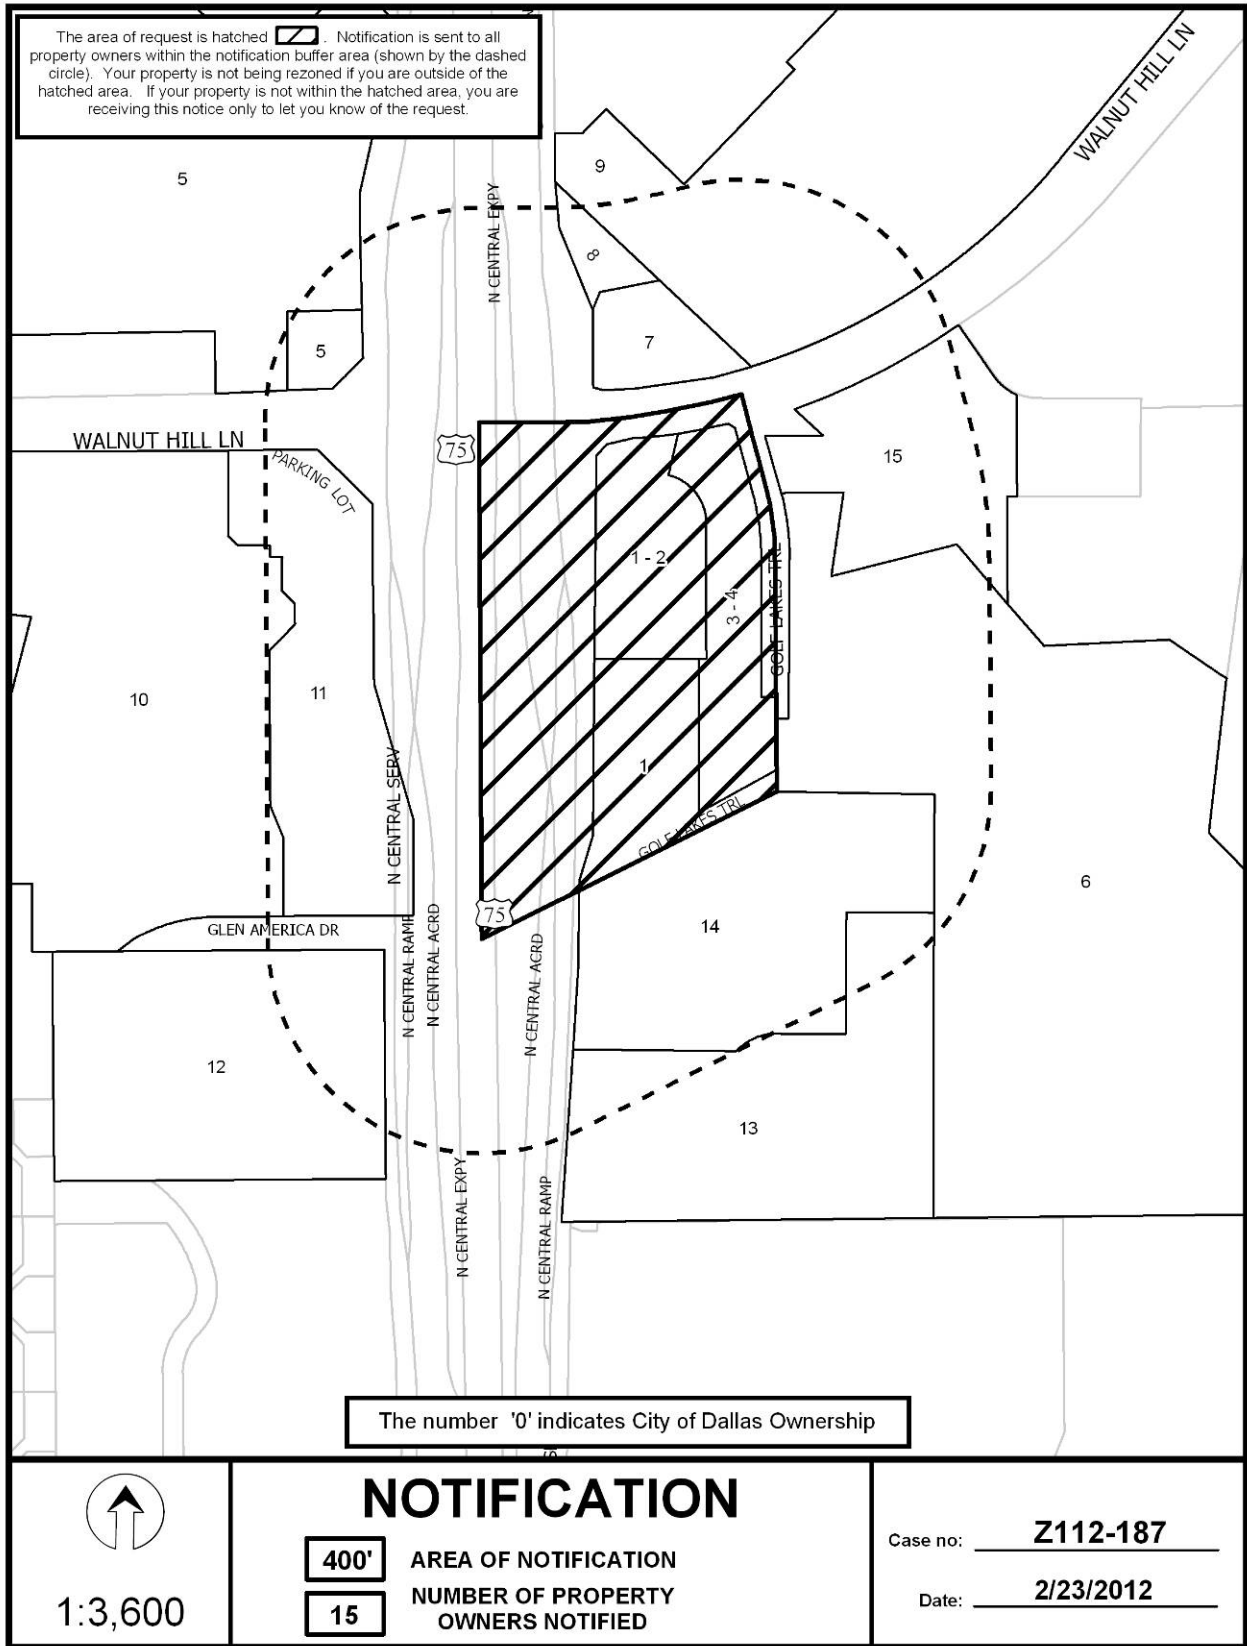 The area of request is hatched . Notification is sent to all
property owners within the notification buffer area (shown by the dashed
circle). Your property is not being rezoned if you are outside of the
hatched area. If your property is not within the hatched area, you are
receiving this notice only to let you know of the request.
WALNUT HILL LN
9
5
N CENTRAL EXPY
8
7
5
WALNUT HILL LN
75
PARKING LOT
15
1 - 2
3 - 4
GOLF LAKES TRL
10
11
1
N CENTRAL SERV
GOLF LAKES TRL
6
75
14
GLEN AMERICA DR
N CENTRAL RAMP
N CENTRAL ACRD
N CENTRAL ACRD
12
13
N CENTRAL EXPY
N CENTRAL RAMP
The number '0' indicates City of Dallas Ownership
1:3,600
NOTIFICATION
400' AREA OF NOTIFICATION
15 NUMBER OF PROPERTY
OWNERS NOTIFIED
Case no: Z112-187
Date: 2/23/2012